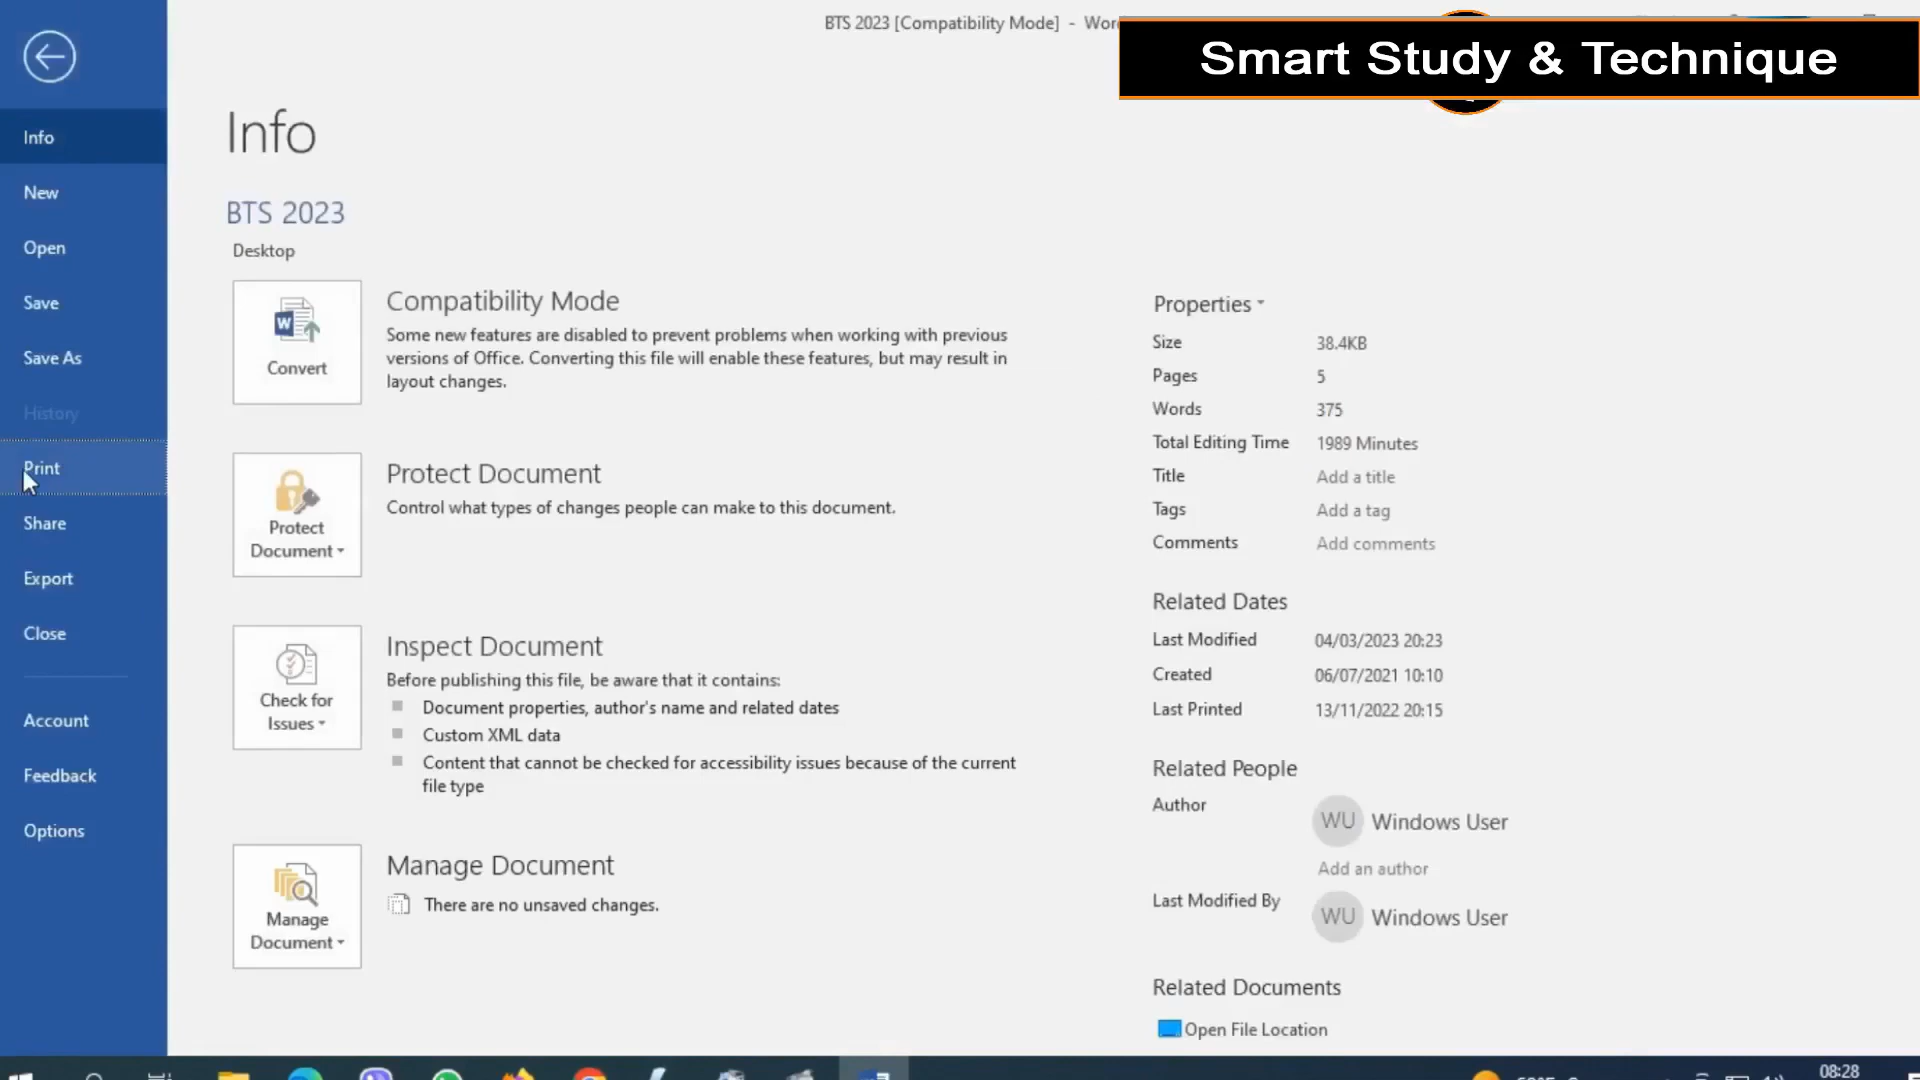 BTS 2023 [Compatibility Mode] - Word
Smart Study & Technique
Info
New
Open
Save
Save As
History
Print
Share
Export
Close
Account
Feedback
Options
Info
BTS 2023
Desktop
Convert
Compatibility Mode
Some new features are disabled to prevent problems when working with previous
versions of Office. Converting this file will enable these features, but may result in
layout changes.
Protect
Document
Protect Document
Control what types of changes people can make to this document.
Check for
Issues
Inspect Document
Before publishing this file, be aware that it contains:
Document properties, author's name and related dates
Custom XML data
Content that cannot be checked for accessibility issues because of the current
file type
Manage
Document
Manage Document
There are no unsaved changes.
Properties
Size 38.4KB
Pages 5
Words 375
Total Editing Time 1989 Minutes
Title Add a title
Tags Add a tag
Comments Add comments
Related Dates
Last Modified 04/03/2023 20:23
Created 06/07/2021 10:10
Last Printed 13/11/2022 20:15
Related People
Author WU Windows User
Add an author
Last Modified By WU Windows User
Related Documents
Open File Location
08:28